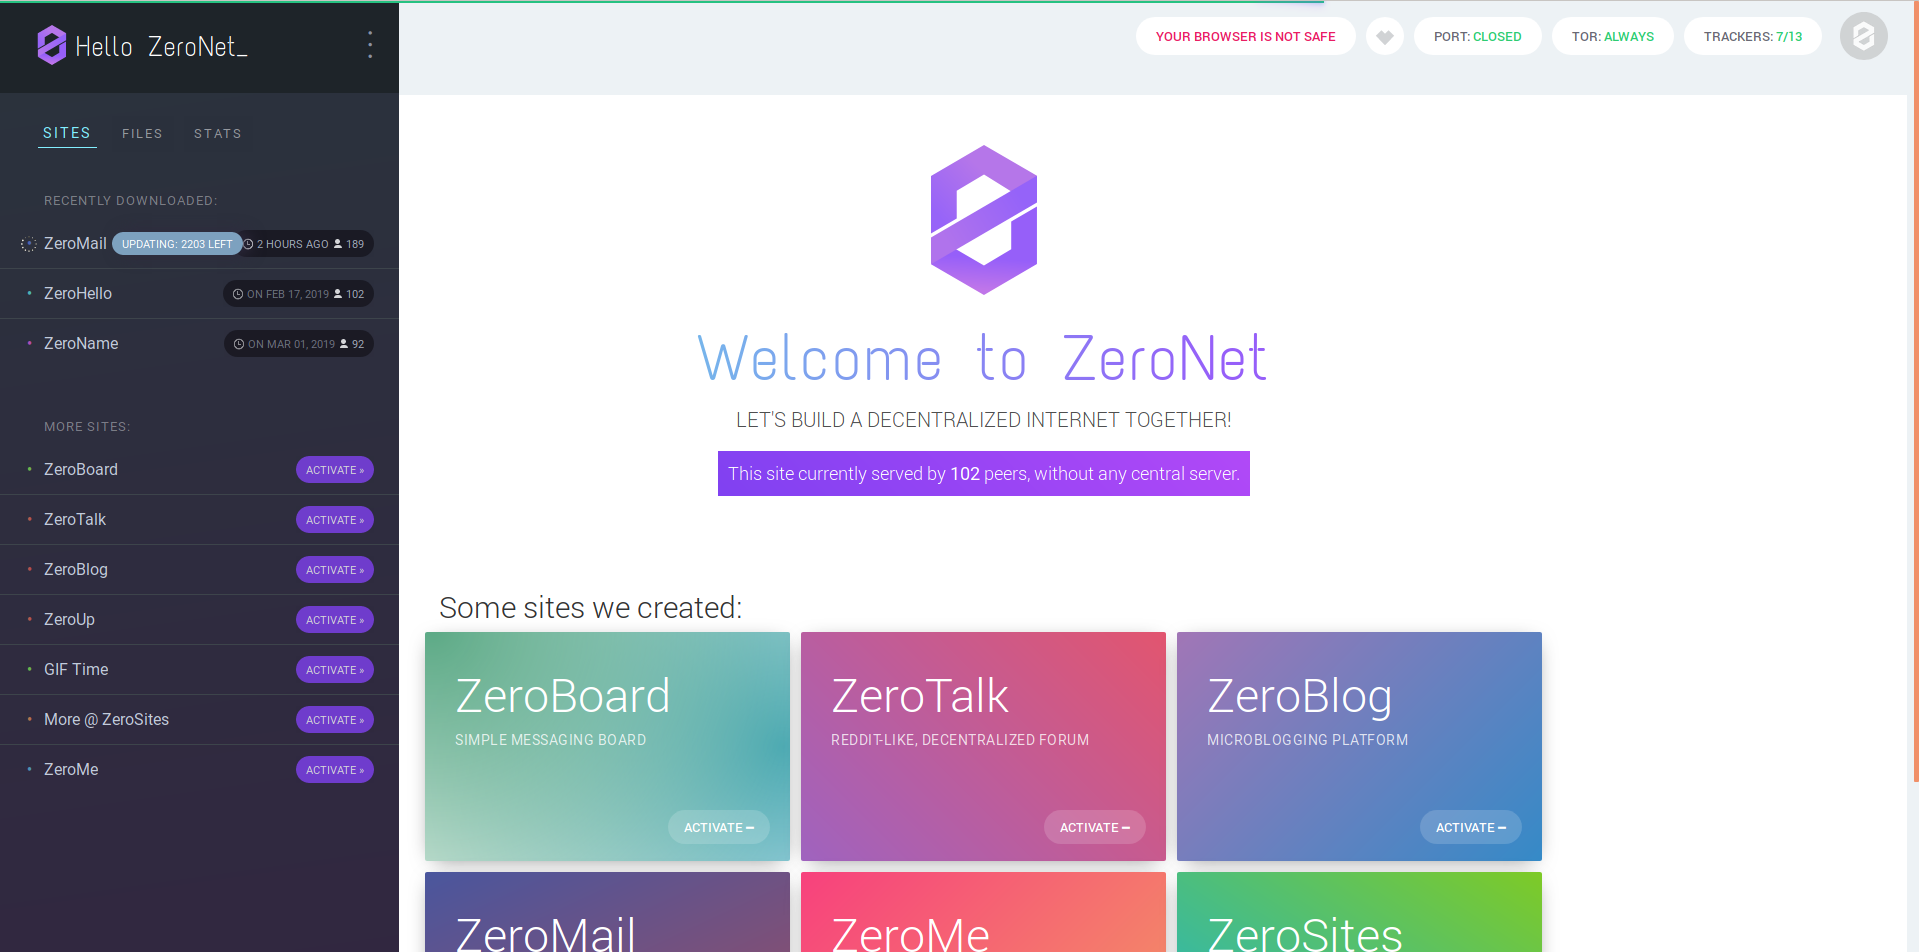 Hello ZeroNet_
YOUR BROWSER IS NOT SAFE
PORT: CLOSED
TOR: ALWAYS
TRACKERS: 7/13
SITES FILES STATS
RECENTLY DOWNLOADED:
ZeroMail UPDATING: 2203 LEFT 2 HOURS AGO 189
ZeroHello ON FEB 17, 2019 102
ZeroName ON MAR 01, 2019 92
MORE SITES:
ZeroBoard ACTIVATE »
ZeroTalk ACTIVATE »
ZeroBlog ACTIVATE »
ZeroUp ACTIVATE »
GIF Time ACTIVATE »
More @ ZeroSites ACTIVATE »
ZeroMe ACTIVATE »
Welcome to ZeroNet
LET'S BUILD A DECENTRALIZED INTERNET TOGETHER!
This site currently served by 102 peers, without any central server.
Some sites we created:
ZeroBoard
SIMPLE MESSAGING BOARD
ACTIVATE
ZeroTalk
REDDIT-LIKE, DECENTRALIZED FORUM
ACTIVATE
ZeroBlog
MICROBLOGGING PLATFORM
ACTIVATE
ZeroMail
ZeroMe
ZeroSites